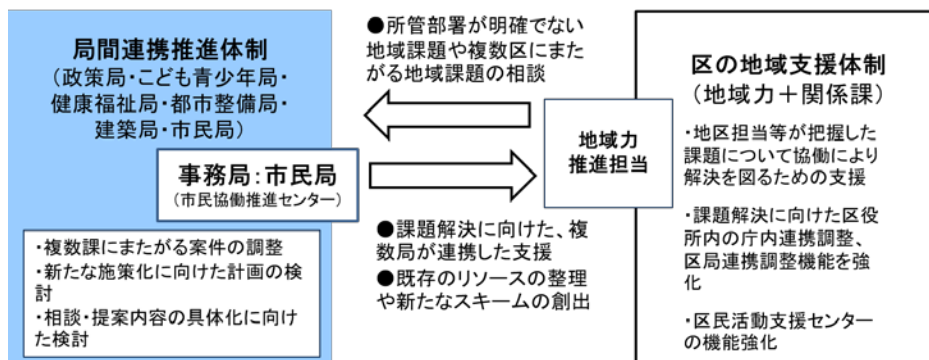 局間連携推進体制
（政策局・こども青少年局・
健康福祉局・都市整備局・
建築局・市民局）
事務局：市民局
（市民協働推進センター）
・複数課にまたがる案件の調整
・新たな施策化に向けた計画の検
討
・相談・提案内容の具体化に向け
た検討
●所管部署が明確でない
地域課題や複数区にまた
がる地域課題の相談
●課題解決に向けた、複
数局が連携した支援
●既存のリソースの整理
や新たなスキームの創出
地域力
推進担当
区の地域支援体制
（地域力＋関係課）
・地区担当等が把握した
課題について協働により
解決を図るための支援
・課題解決に向けた区役
所内の庁内連携調整、
区局連携調整機能を強
化
・区民活動支援センター
の機能強化